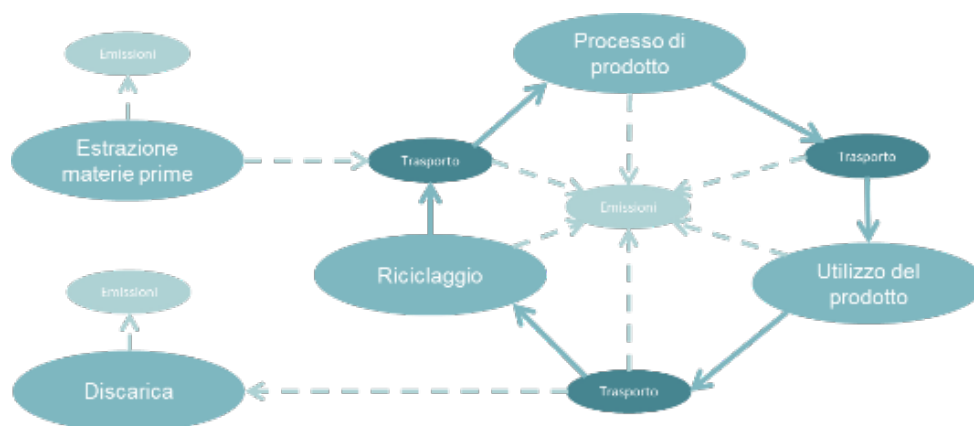 Processo di
prodotto
Emissioni
Estrazione
materie prime
Trasporto
Trasporto
Emissioni
Riciclaggio
Utilizzo del
prodotto
Emissioni
Discarica
Trasporto